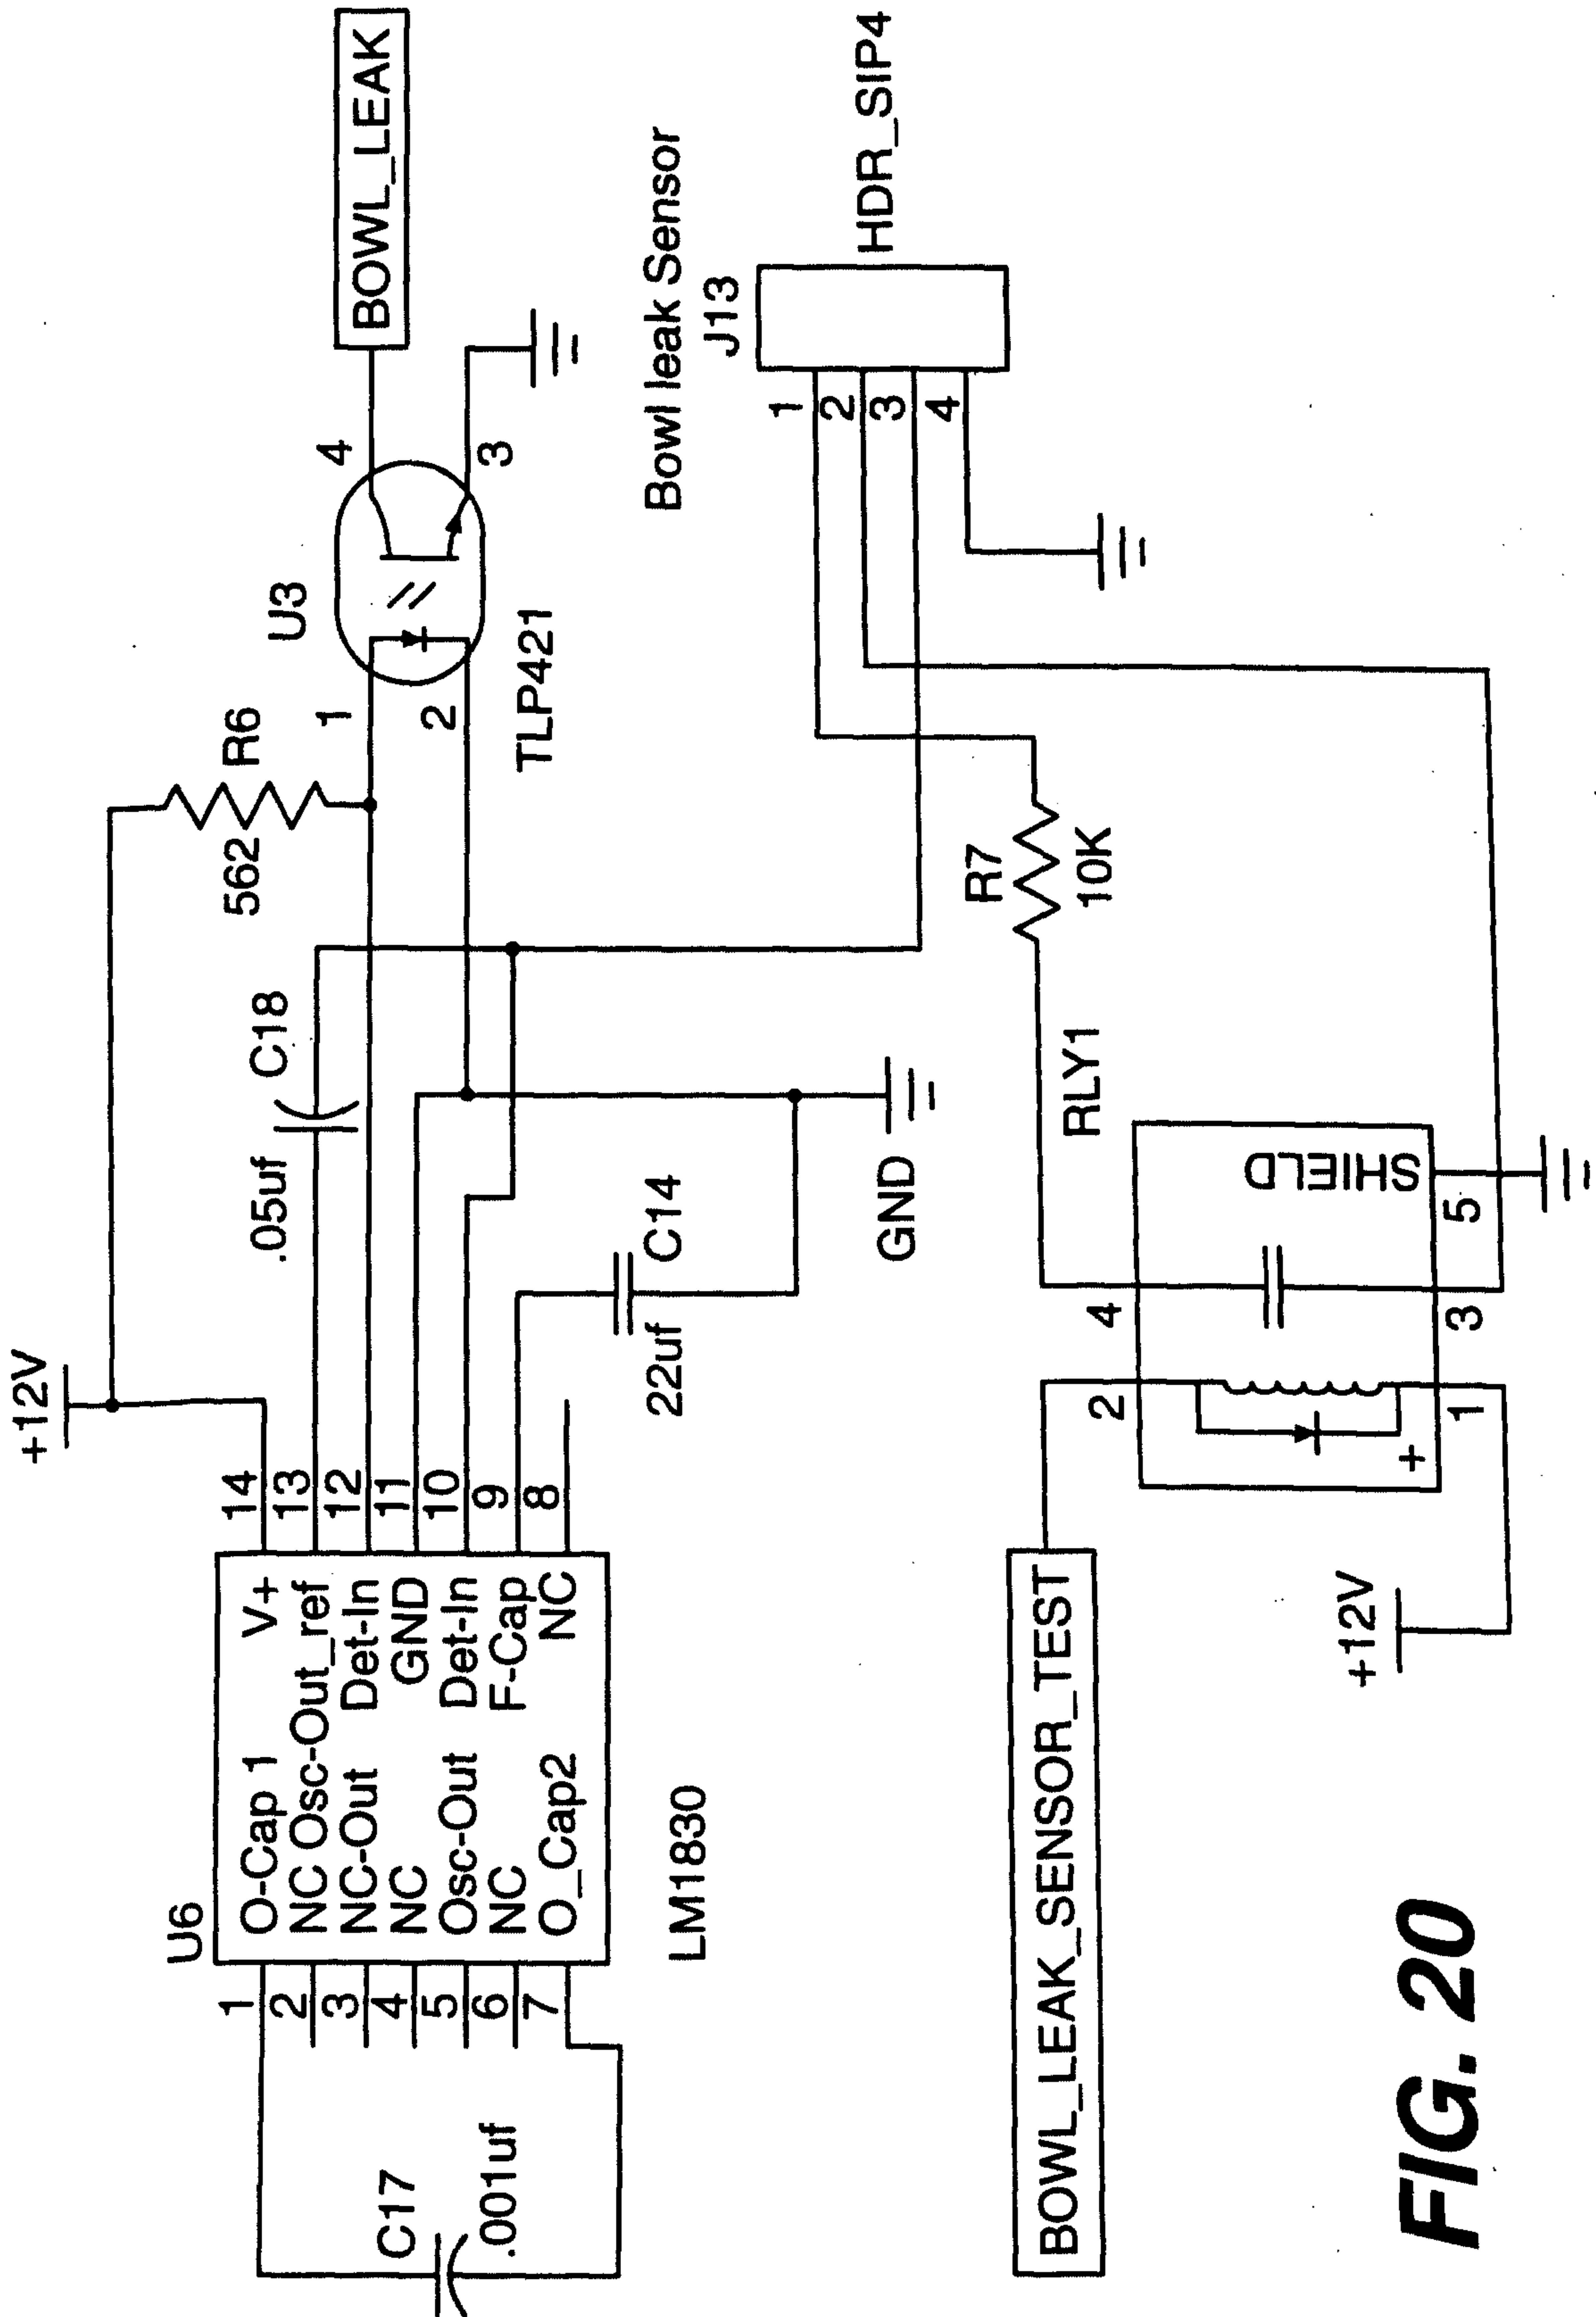 +12V
C18
.05uf
R6
562
U3
1
2
4
3
TLP421
BOWL_LEAK
U6
O-Cap 1 V+
NC Osc-Out_ref
NC-Out Det-In
NC GND
Osc-Out Det-In
NC F-Cap
O_Cap2 NC
1
2
3
4
5
6
7
14
13
12
11
10
9
8
LM1830
C17
.001uf
22uf
C14
GND
Bowl leak Sensor
J13
1
2
3
4
HDR_SIP4
R7
10K
RLY1
BOWL_LEAK_SENSOR_TEST
2
4
SHIELD
+
1
3
5
+12V
FIG. 20